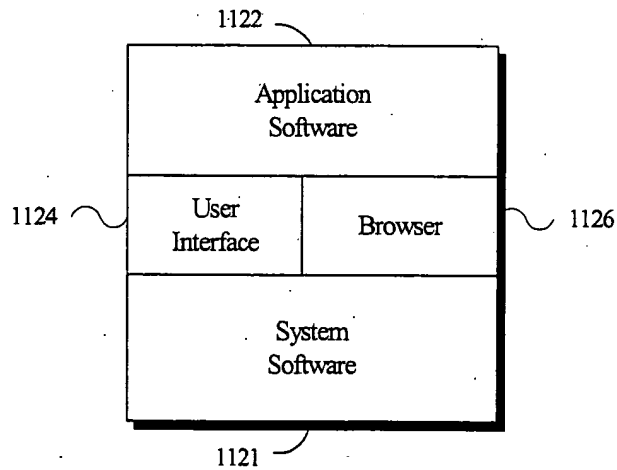 1122
Application
Software
1124
User
Interface
Browser
1126
System
Software
1121